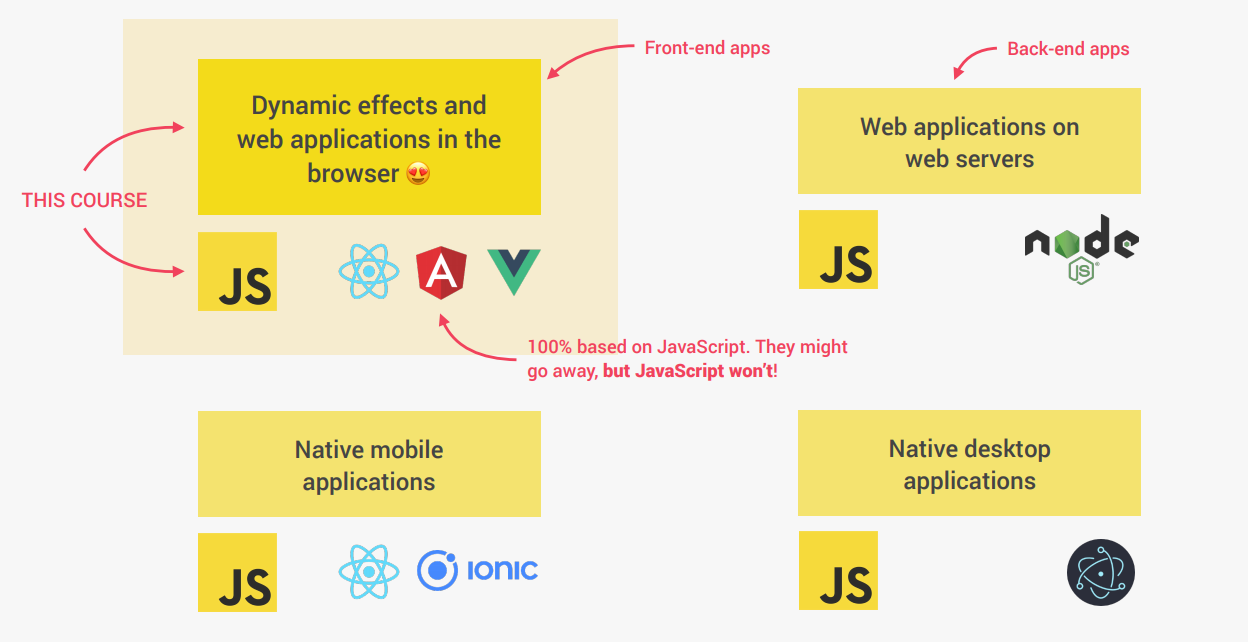 Front-end apps
Back-end apps
Dynamic effects and
web applications in the
browser 😍
Web applications on
web servers
THIS COURSE
JS
A
JS
node
JS
100% based on JavaScript. They might
go away, but JavaScript won't!
Native mobile
applications
Native desktop
applications
JS
IONIC
JS